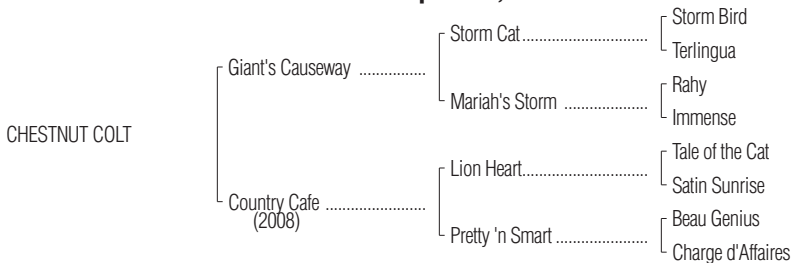 Storm Bird
Storm Cat
Terlingua
Giant's Causeway
Rahy
Mariah's Storm
Immense
CHESTNUT COLT
Tale of the Cat
Lion Heart
Satin Sunrise
Country Cafe
(2008)
Beau Genius
Pretty 'n Smart
Charge d'Affaires